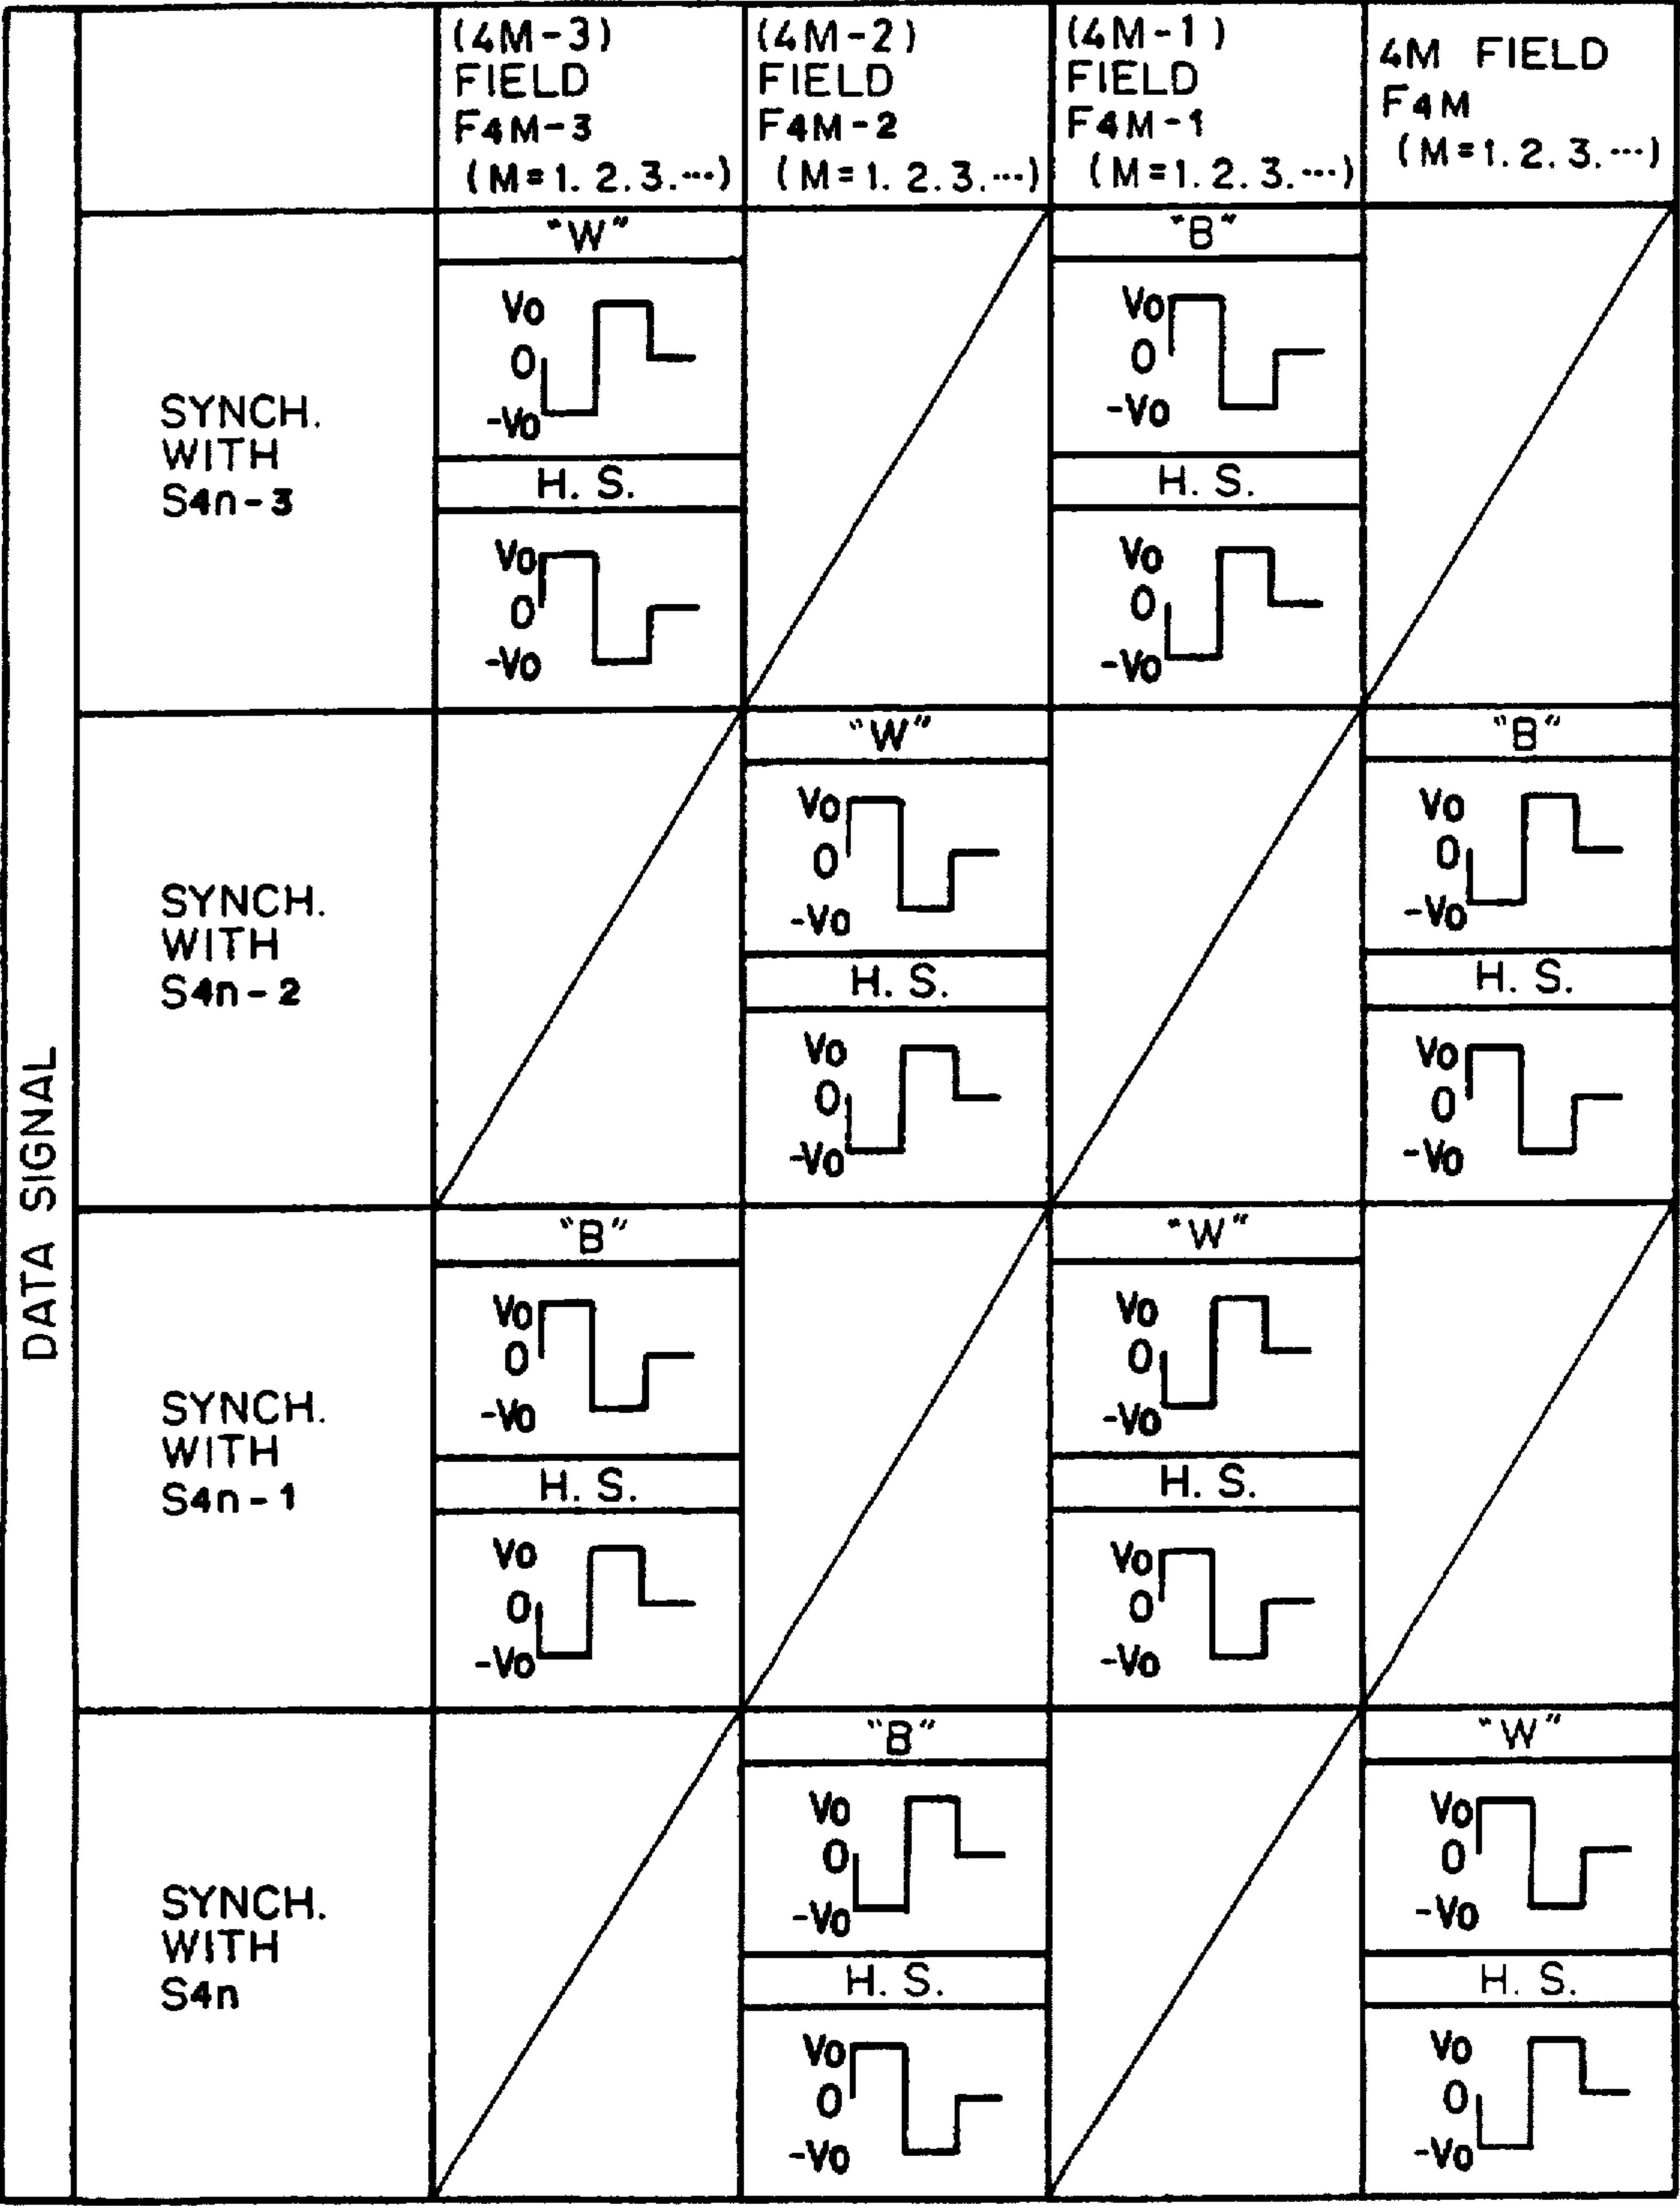 (4M-3)
FIELD
F4M-3
(M=1.2.3.…)
(4M-2)
FIELD
F4M-2
(M=1.2.3.…)
(4M-1)
FIELD
F4M-1
(M=1.2.3.…)
4M FIELD
F4M
(M=1.2.3.…)
DATA SIGNAL
SYNCH.
WITH
S4n-3
"W"
Vo
0
-Vo
H. S.
Vo
0
-Vo
"B"
Vo
0
-Vo
H. S.
Vo
0
-Vo
SYNCH.
WITH
S4n-2
"W"
Vo
0
-Vo
H. S.
Vo
0
-Vo
"B"
Vo
0
-Vo
H. S.
Vo
0
-Vo
SYNCH.
WITH
S4n-1
"B"
Vo
0
-Vo
H. S.
Vo
0
-Vo
"W"
Vo
0
-Vo
H. S.
Vo
0
-Vo
SYNCH.
WITH
S4n
"B"
Vo
0
-Vo
H. S.
Vo
0
-Vo
"W"
Vo
0
-Vo
H. S.
Vo
0
-Vo